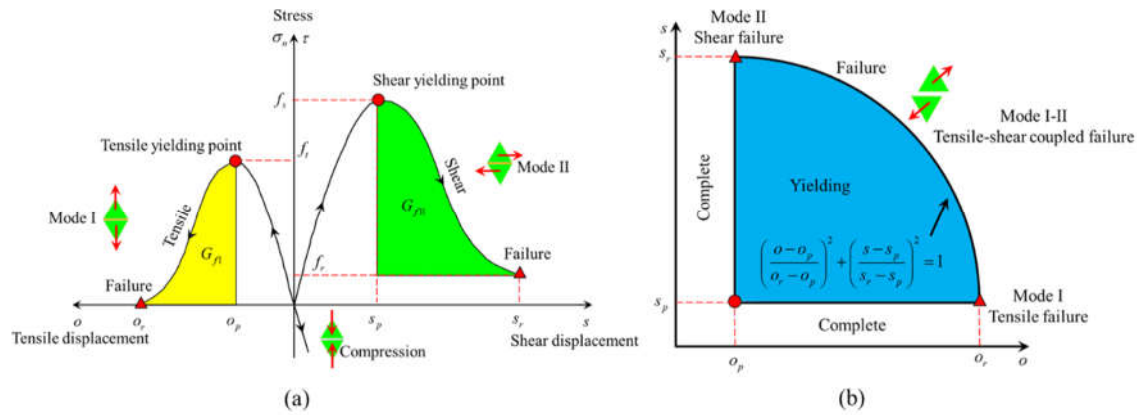 Stress
σₙ τ
Shear yielding point
fₛ
Tensile yielding point
fₜ
Mode I
Tensile
G_fI
Shear
Mode II
G_fII
fᵣ
Failure
Failure
o
oᵣ
oₚ
sₚ
sᵣ
s
Tensile displacement
Compression
Shear displacement
(a)
(b)
Mode II
Shear failure
s
sᵣ
Failure
Mode I-II
Tensile-shear coupled failure
Complete
Yielding
((o−oₚ)/(oᵣ−oₚ))² + ((s−sₚ)/(sᵣ−sₚ))² = 1
sₚ
Mode I
Tensile failure
Complete
oₚ
oᵣ
o
(b)